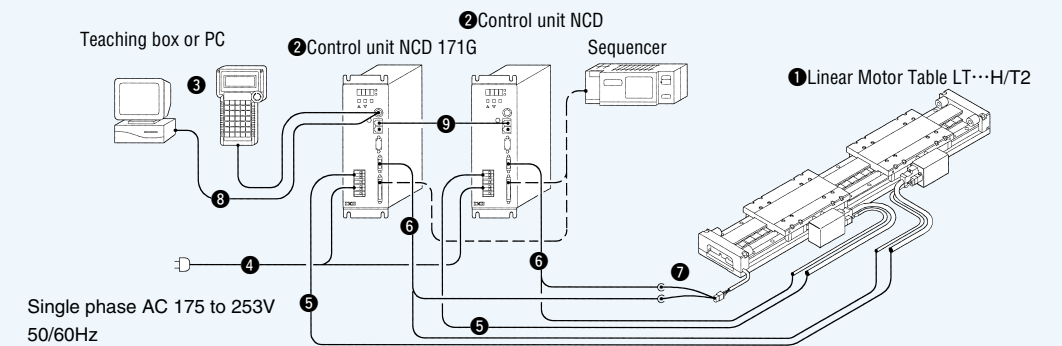 ❷Control unit NCD
Teaching box or PC
❷Control unit NCD 171G
Sequencer
❸
❶Linear Motor Table LT···H/T2
❾
❽
❻
❻
❼
❹
❺
❺
Single phase AC 175 to 253V
50/60Hz